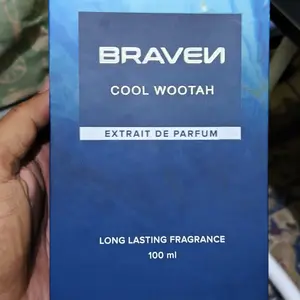 BRAVEN
COOL WOOTAH
EXTRAIT DE PARFUM
LONG LASTING FRAGRANCE
100 ml